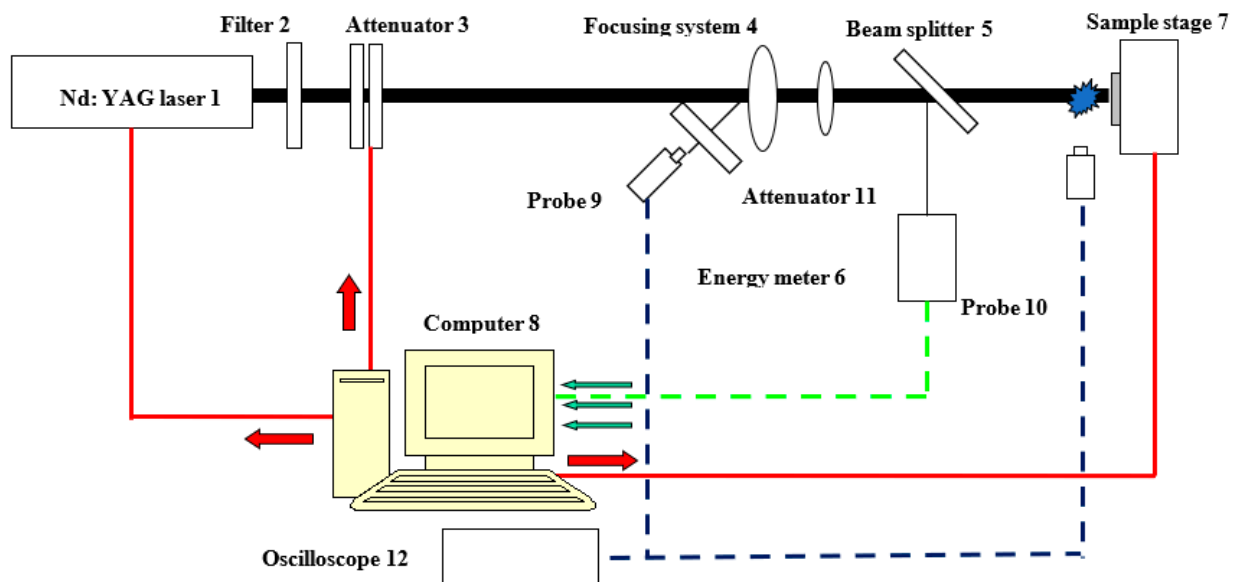 Filter 2
Attenuator 3
Focusing system 4
Beam splitter 5
Sample stage 7
Nd: YAG laser 1
Probe 9
Attenuator 11
Energy meter 6
Probe 10
Computer 8
Oscilloscope 12